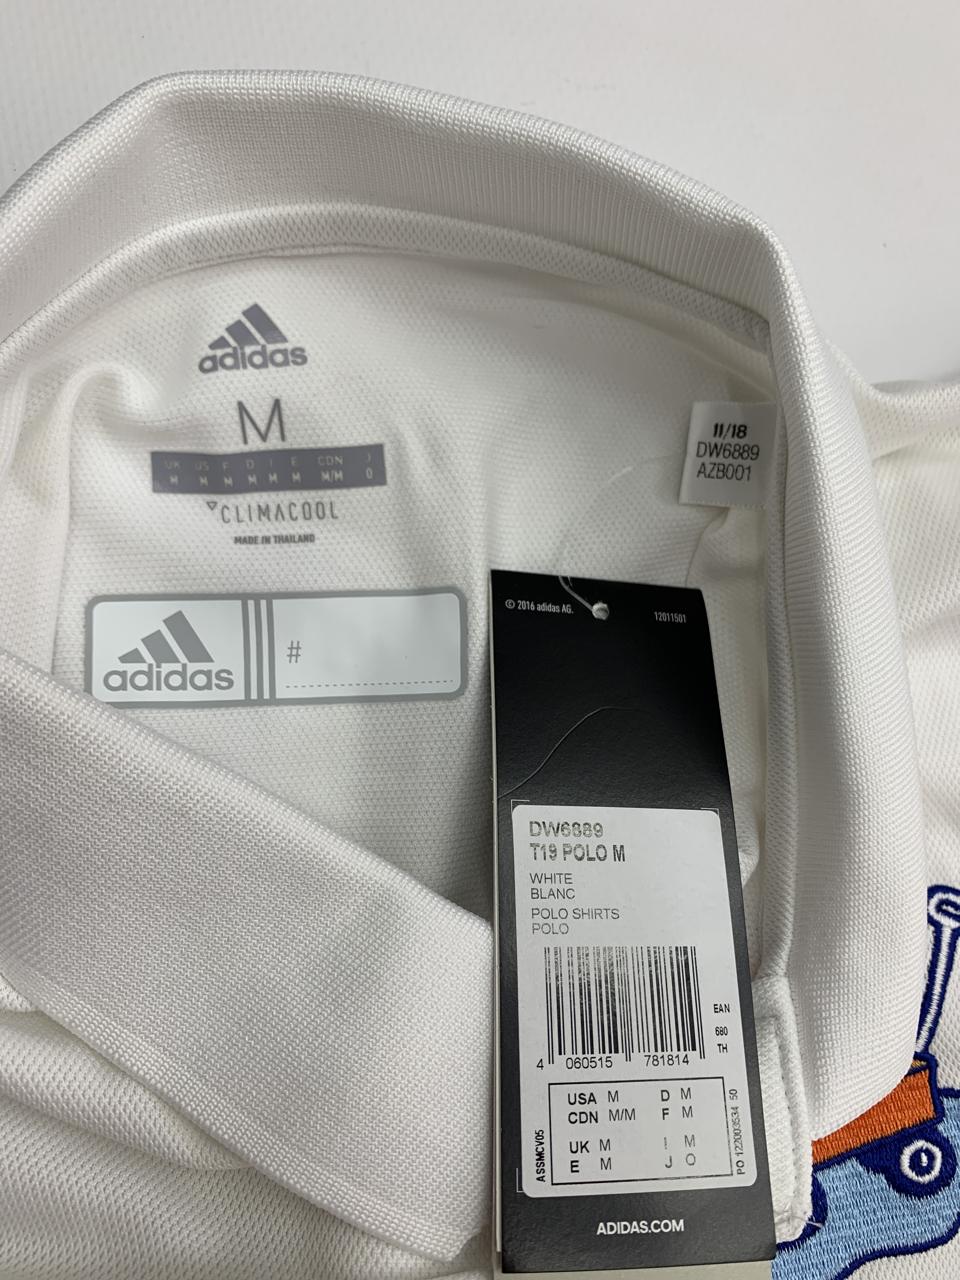 adidas
M
UK US F D I E CDN J
M M M M M M M/M O
CLIMACOOL
MADE IN THAILAND
adidas
#
11/18
DW6889
AZB001
© 2016 adidas AG.
12011501
DW6889
T19 POLO M
WHITE
BLANC
POLO SHIRTS
POLO
EAN
680
TH
4 060515 781814
USA M D M
CDN M/M F M
UK M I M
E M J O
ASSMCV05
PO 122003534 50
ADIDAS.COM